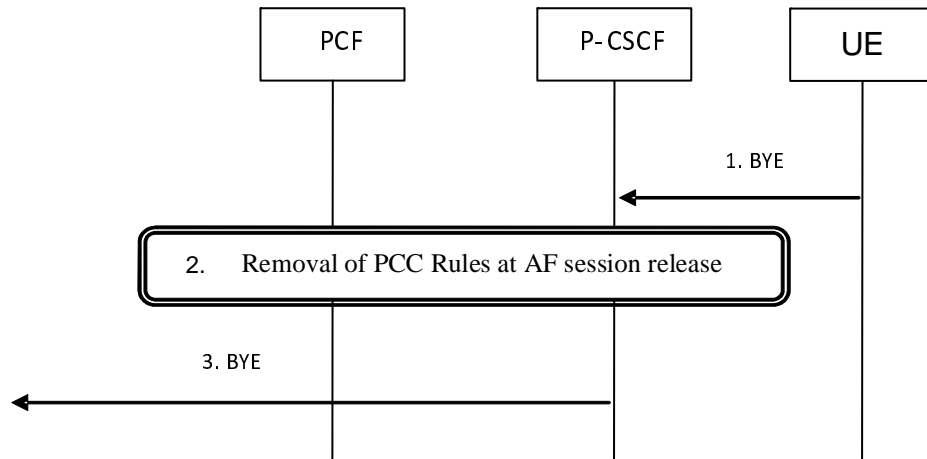 PCF
P-CSCF
UE
1. BYE
2. Removal of PCC Rules at AF session release
3. BYE